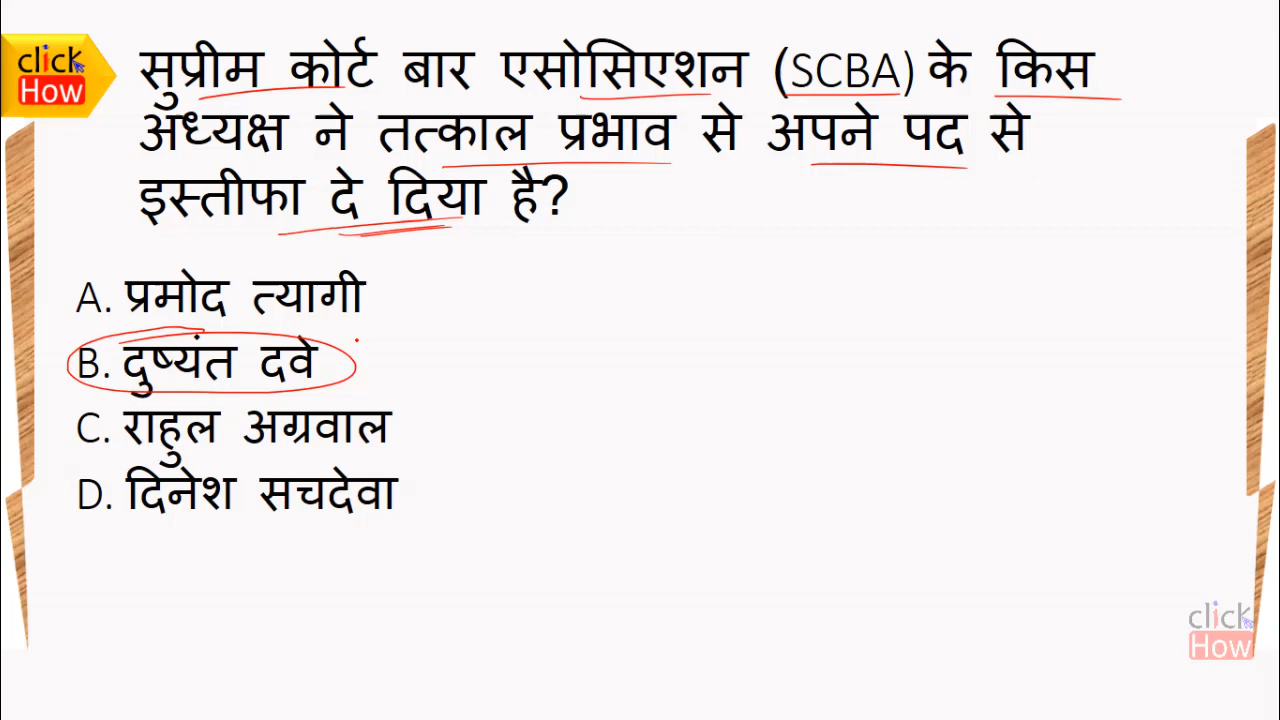 click
How
सुप्रीम कोर्ट बार एसोसिएशन (SCBA) के किस
अध्यक्ष ने तत्काल प्रभाव से अपने पद से
इस्तीफा दे दिया है?
A. प्रमोद त्यागी
B. दुष्यंत दवे
C. राहुल अग्रवाल
D. दिनेश सचदेवा
click
How